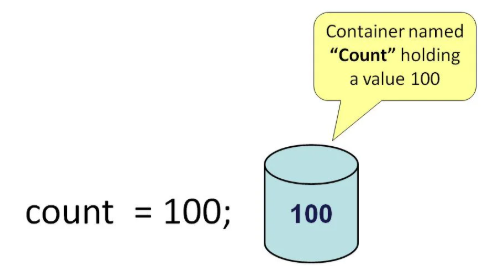 Container named
“Count” holding
a value 100
count = 100;
100